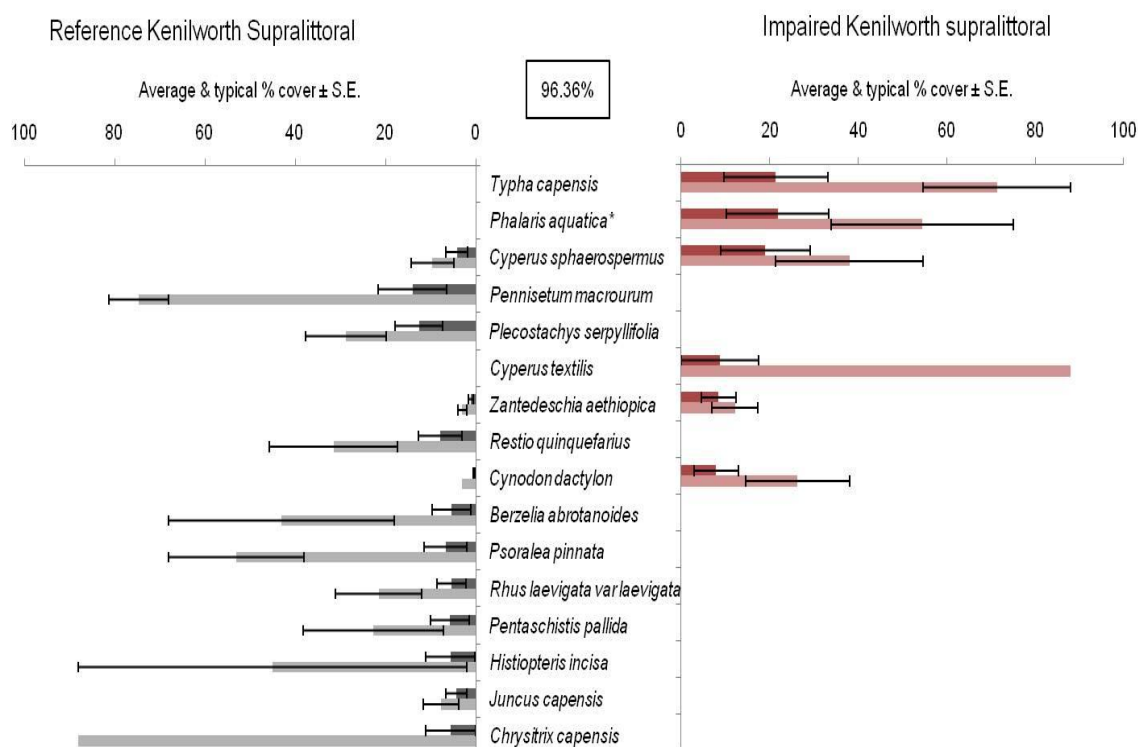 Reference Kenilworth Suprallittoral
Impaired Kenilworth supralittoral
Average & typical % cover ± S.E.
96.36%
Average & typical % cover ± S.E.
100 80 60 40 20 0
0 20 40 60 80 100
Typha capensis
Phalaris aquatica*
Cyperus sphaerospermus
Pennisetum macrourum
Plecostachys serpyllifolia
Cyperus textilis
Zantedeschia aethiopica
Restio quinquefarius
Cynodon dactylon
Berzelia abrotanoides
Psoralea pinnata
Rhus laevigata var laevigata
Pentaschistis pallida
Histiopteris incisa
Juncus capensis
Chrysitrix capensis